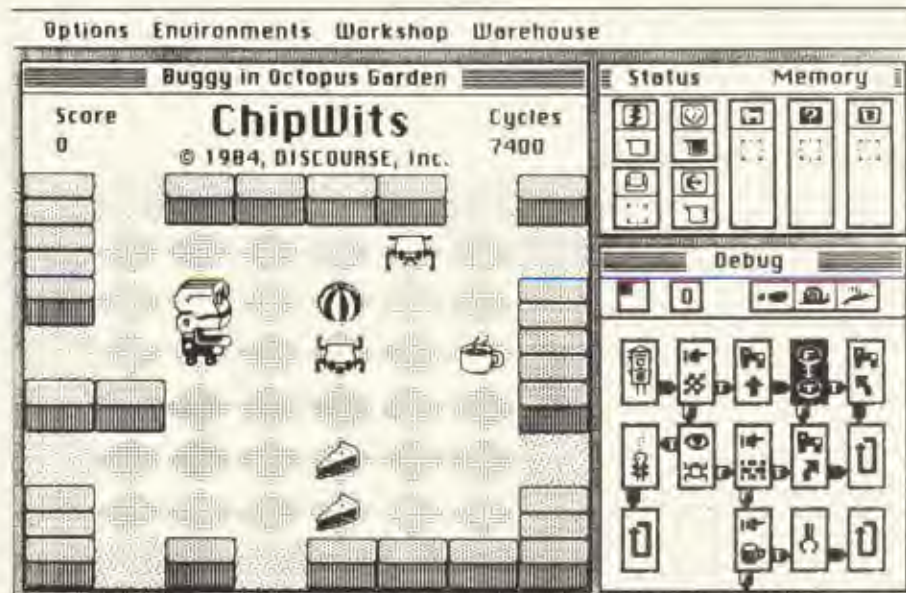 Options Environments Workshop Warehouse
Buggy in Octopus Garden
Score
0
ChipWits
© 1984, DISCOURSE, Inc.
Cycles
7400
Status Memory
Debug
0